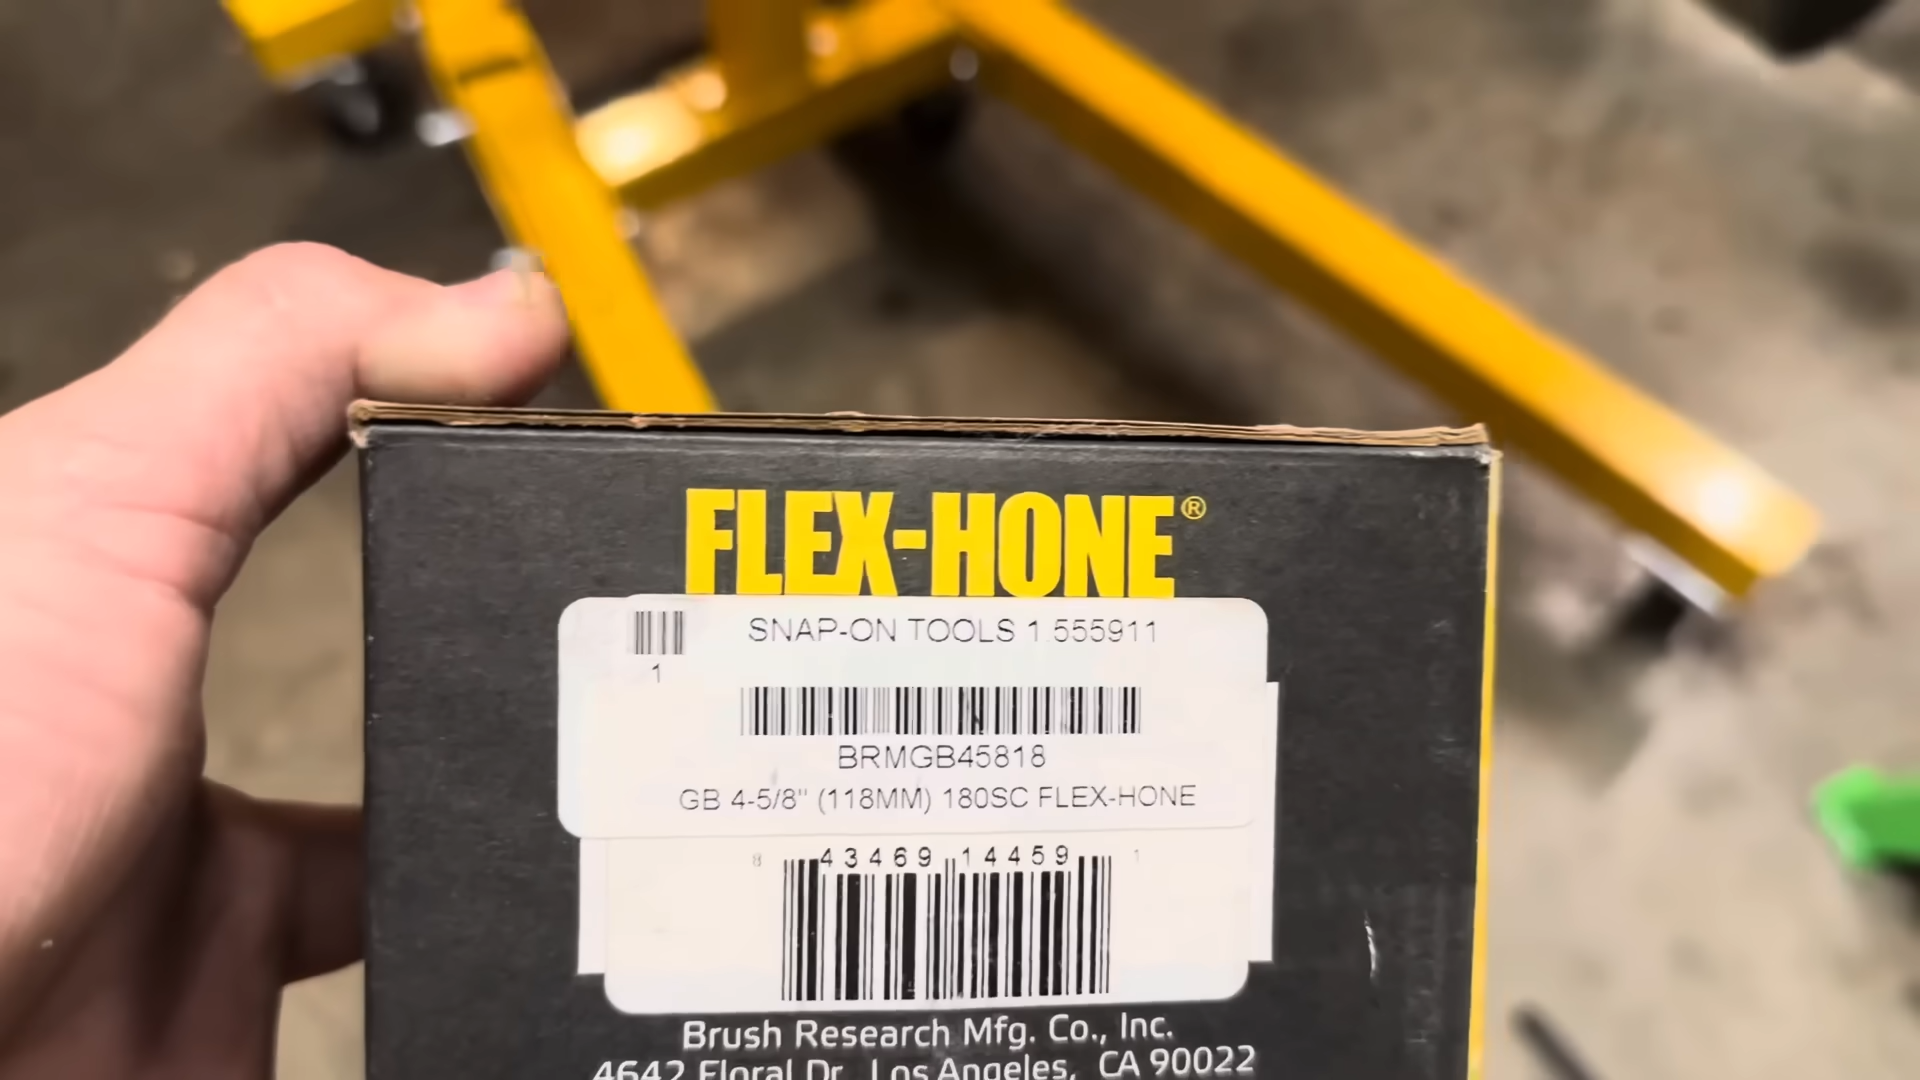 FLEX-HONE®
SNAP-ON TOOLS 1.555911
1
BRMGB45818
GB 4-5/8" (118MM) 180SC FLEX-HONE
8 43469 14459 1
Brush Research Mfg. Co., Inc.
4642 Floral Dr., Los Angeles, CA 90022